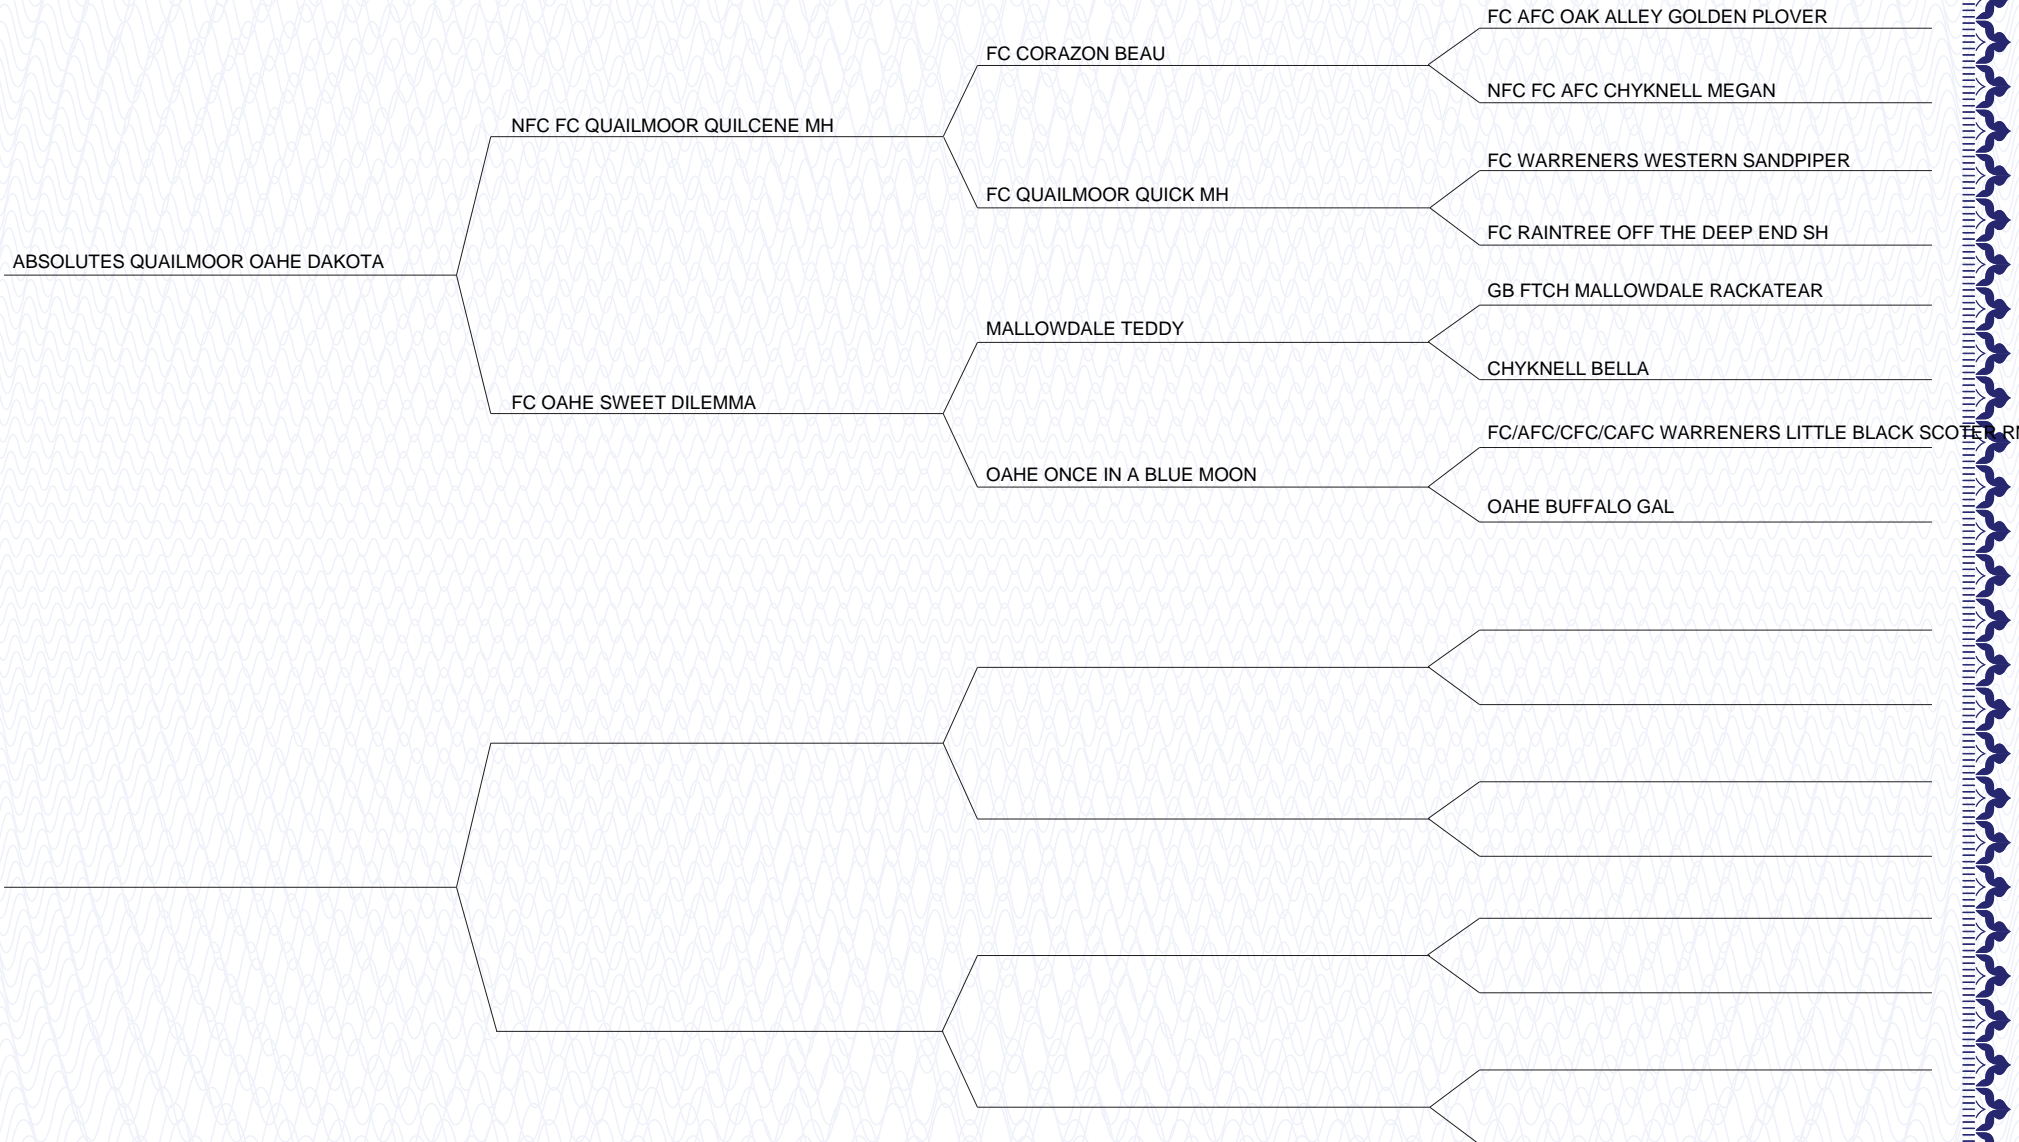 FC AFC OAK ALLEY GOLDEN PLOVER
FC CORAZON BEAU
NFC FC AFC CHYKNELL MEGAN
NFC FC QUAILMOOR QUILCENE MH
FC WARRENERS WESTERN SANDPIPER
FC QUAILMOOR QUICK MH
FC RAINTREE OFF THE DEEP END SH
ABSOLUTES QUAILMOOR OAHE DAKOTA
GB FTCH MALLOWDALE RACKATEAR
MALLOWDALE TEDDY
CHYKNELL BELLA
FC OAHE SWEET DILEMMA
FC/AFC/CFC/CAFC WARRENERS LITTLE BLACK SCOTER
OAHE ONCE IN A BLUE MOON
OAHE BUFFALO GAL